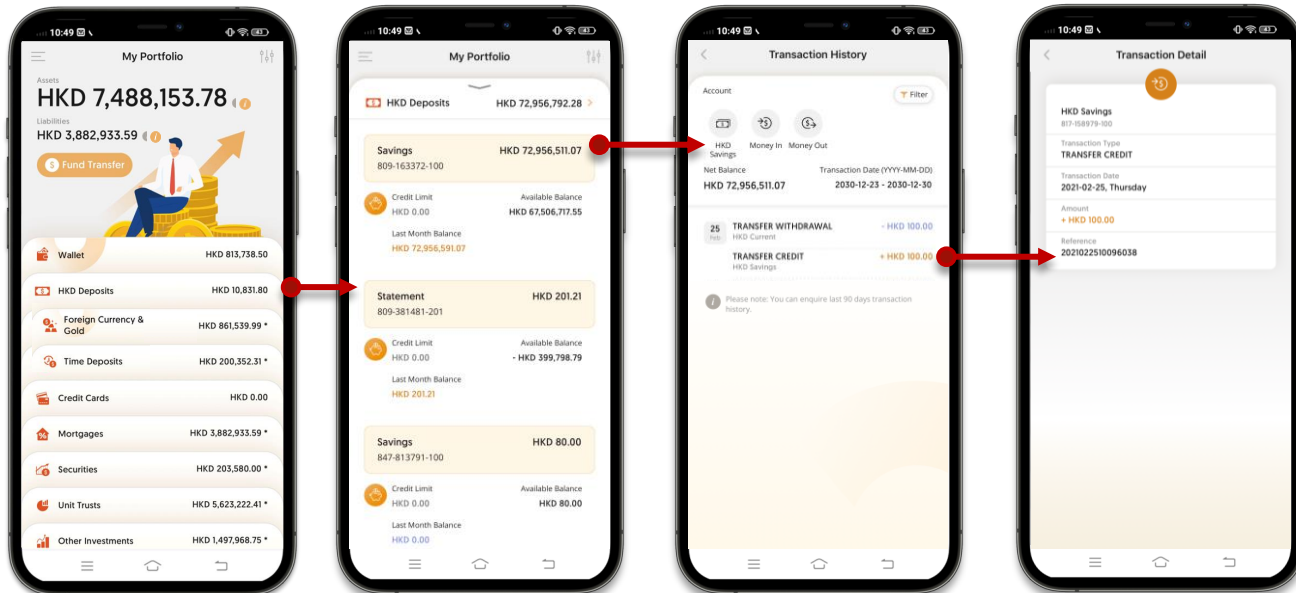 10:49
My Portfolio
Assets
HKD 7,488,153.78
Liabilities
HKD 3,882,933.59
Fund Transfer
Wallet HKD 813,738.50
HKD Deposits HKD 10,831.80
Foreign Currency &
Gold HKD 861,539.99 *
Time Deposits HKD 200,352.31 *
Credit Cards HKD 0.00
Mortgages HKD 3,882,933.59 *
Securities HKD 203,580.00 *
Unit Trusts HKD 5,623,222.41 *
Other Investments HKD 1,497,968.75 *
10:49
My Portfolio
HKD Deposits HKD 72,956,792.28 >
Savings HKD 72,956,511.07
809-163372-100
Credit Limit Available Balance
HKD 0.00 HKD 67,506,717.55
Last Month Balance
HKD 72,956,591.07
Statement HKD 201.21
809-381481-201
Credit Limit Available Balance
HKD 0.00 - HKD 399,798.79
Last Month Balance
HKD 201.21
Savings HKD 80.00
847-813791-100
Credit Limit Available Balance
HKD 0.00 HKD 80.00
Last Month Balance
HKD 0.00
10:49
Transaction History
Account Filter
HKD Money In Money Out
Savings
Net Balance Transaction Date (YYYY-MM-DD)
HKD 72,956,511.07 2030-12-23 - 2030-12-30
25 TRANSFER WITHDRAWAL - HKD 100.00
Feb HKD Current
TRANSFER CREDIT + HKD 100.00
HKD Savings
Please note: You can enquire last 90 days transaction
history.
10:49
Transaction Detail
HKD Savings
817-158979-100
Transaction Type
TRANSFER CREDIT
Transaction Date
2021-02-25, Thursday
Amount
+ HKD 100.00
Reference
2021022510096038